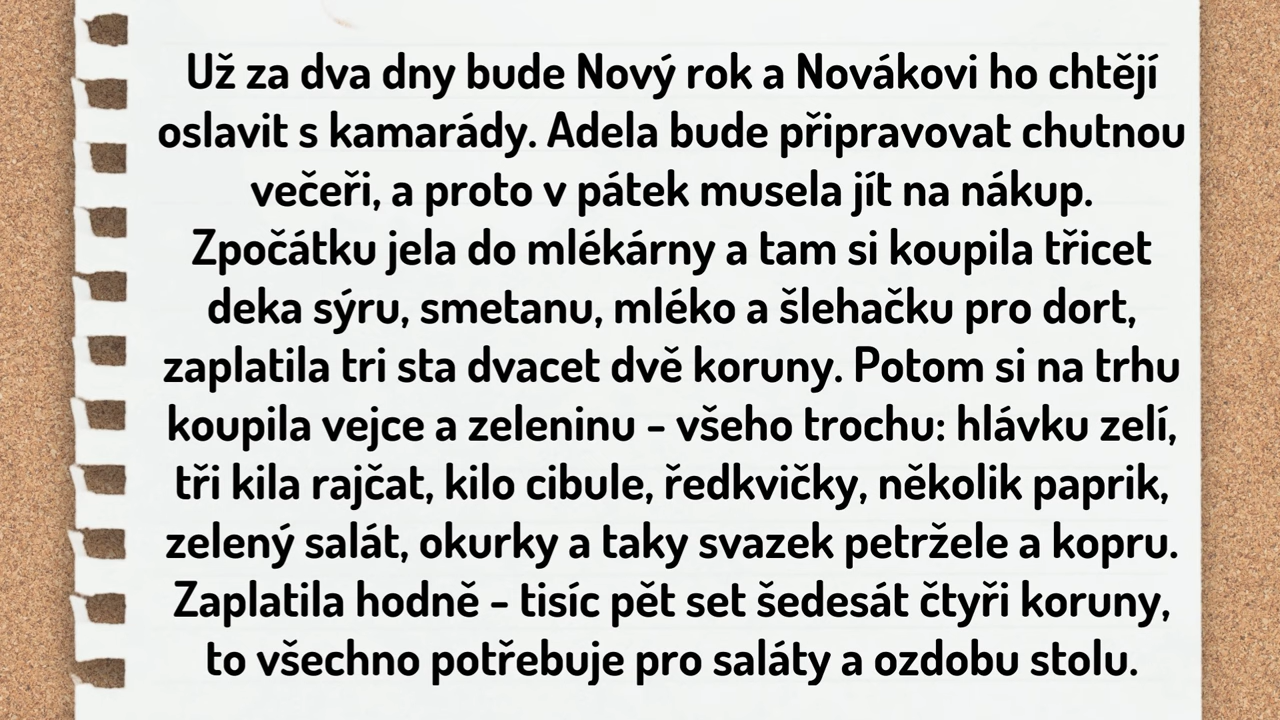 Už za dva dny bude Nový rok a Novákovi ho chtějí
oslavit s kamarády. Adela bude připravovat chutnou
večeři, a proto v pátek musela jít na nákup.
Zpočátku jela do mlékárny a tam si koupila třicet
deka sýru, smetanu, mléko a šlehačku pro dort,
zaplatila tri sta dvacet dvě koruny. Potom si na trhu
koupila vejce a zeleninu – všeho trochu: hlávku zelí,
tři kila rajčat, kilo cibule, ředkvičky, několik paprik,
zelený salát, okurky a taky svazek petržele a kopru.
Zaplatila hodně – tisíc pět set šedesát čtyři koruny,
to všechno potřebuje pro saláty a ozdobu stolu.